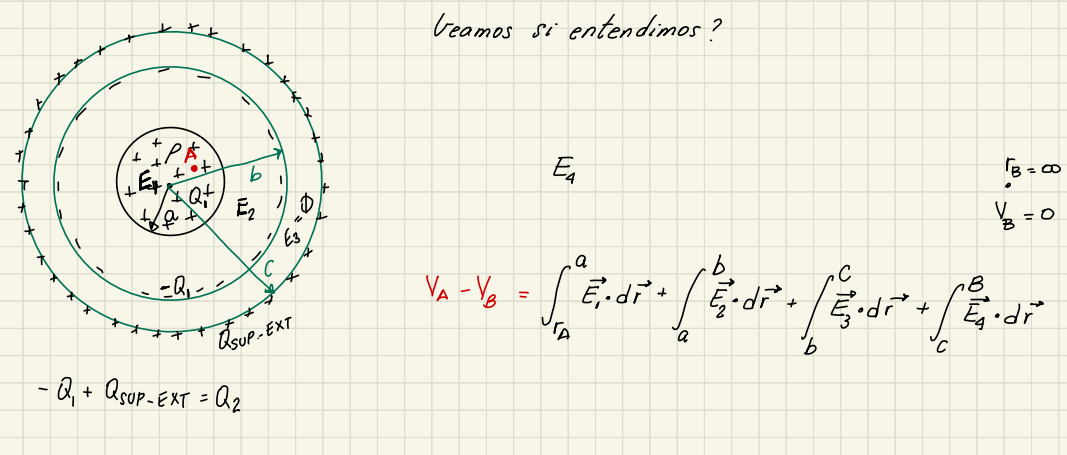 Veamos si entendimos?
ρ
A
E₁
Q₁
a
b
E₂
E₃ = ∅
c
-Q₁
Q_SUP-EXT
E₄
r_B = ∞
V_B = 0
V_A - V_B = ∫_{r_A}^{a} E⃗₁ · dr⃗ + ∫_{a}^{b} E⃗₂ · dr⃗ + ∫_{b}^{c} E⃗₃ · dr⃗ + ∫_{c}^{B} E⃗₄ · dr⃗
- Q₁ + Q_SUP-EXT = Q₂